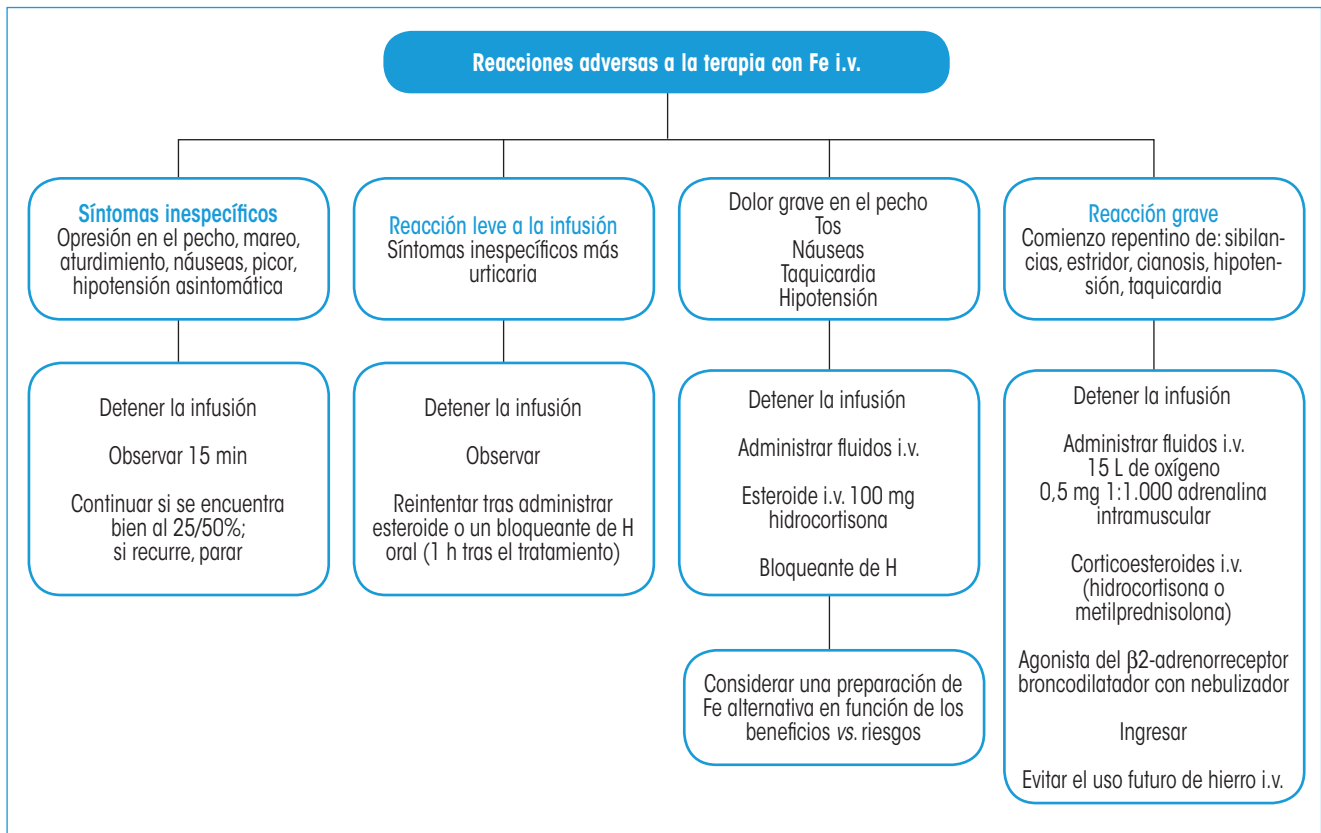 Reacciones adversas a la terapia con Fe i.v.
Síntomas inespecíficos
Opresión en el pecho, mareo,
aturdimiento, náuseas, picor,
hipotensión asintomática
Detener la infusión
Observar 15 min
Continuar si se encuentra
bien al 25/50%;
si recurre, parar
Reacción leve a la infusión
Síntomas inespecíficos más
urticaria
Detener la infusión
Observar
Reintentar tras administrar
esteroide o un bloqueante de H
oral (1 h tras el tratamiento)
Dolor grave en el pecho
Tos
Náuseas
Taquicardia
Hipotensión
Detener la infusión
Administrar fluidos i.v.
Esteroide i.v. 100 mg
hidrocortisona
Bloqueante de H
Considerar una preparación de
Fe alternativa en función de los
beneficios vs. riesgos
Reacción grave
Comienzo repentino de: sibilan-
cias, estridor, cianosis, hipoten-
sión, taquicardia
Detener la infusión
Administrar fluidos i.v.
15 L de oxígeno
0,5 mg 1:1.000 adrenalina
intramuscular
Corticoesteroides i.v.
(hidrocortisona o
metilprednisolona)
Agonista del β2-adrenorreceptor
broncodilatador con nebulizador
Ingresar
Evitar el uso futuro de hierro i.v.